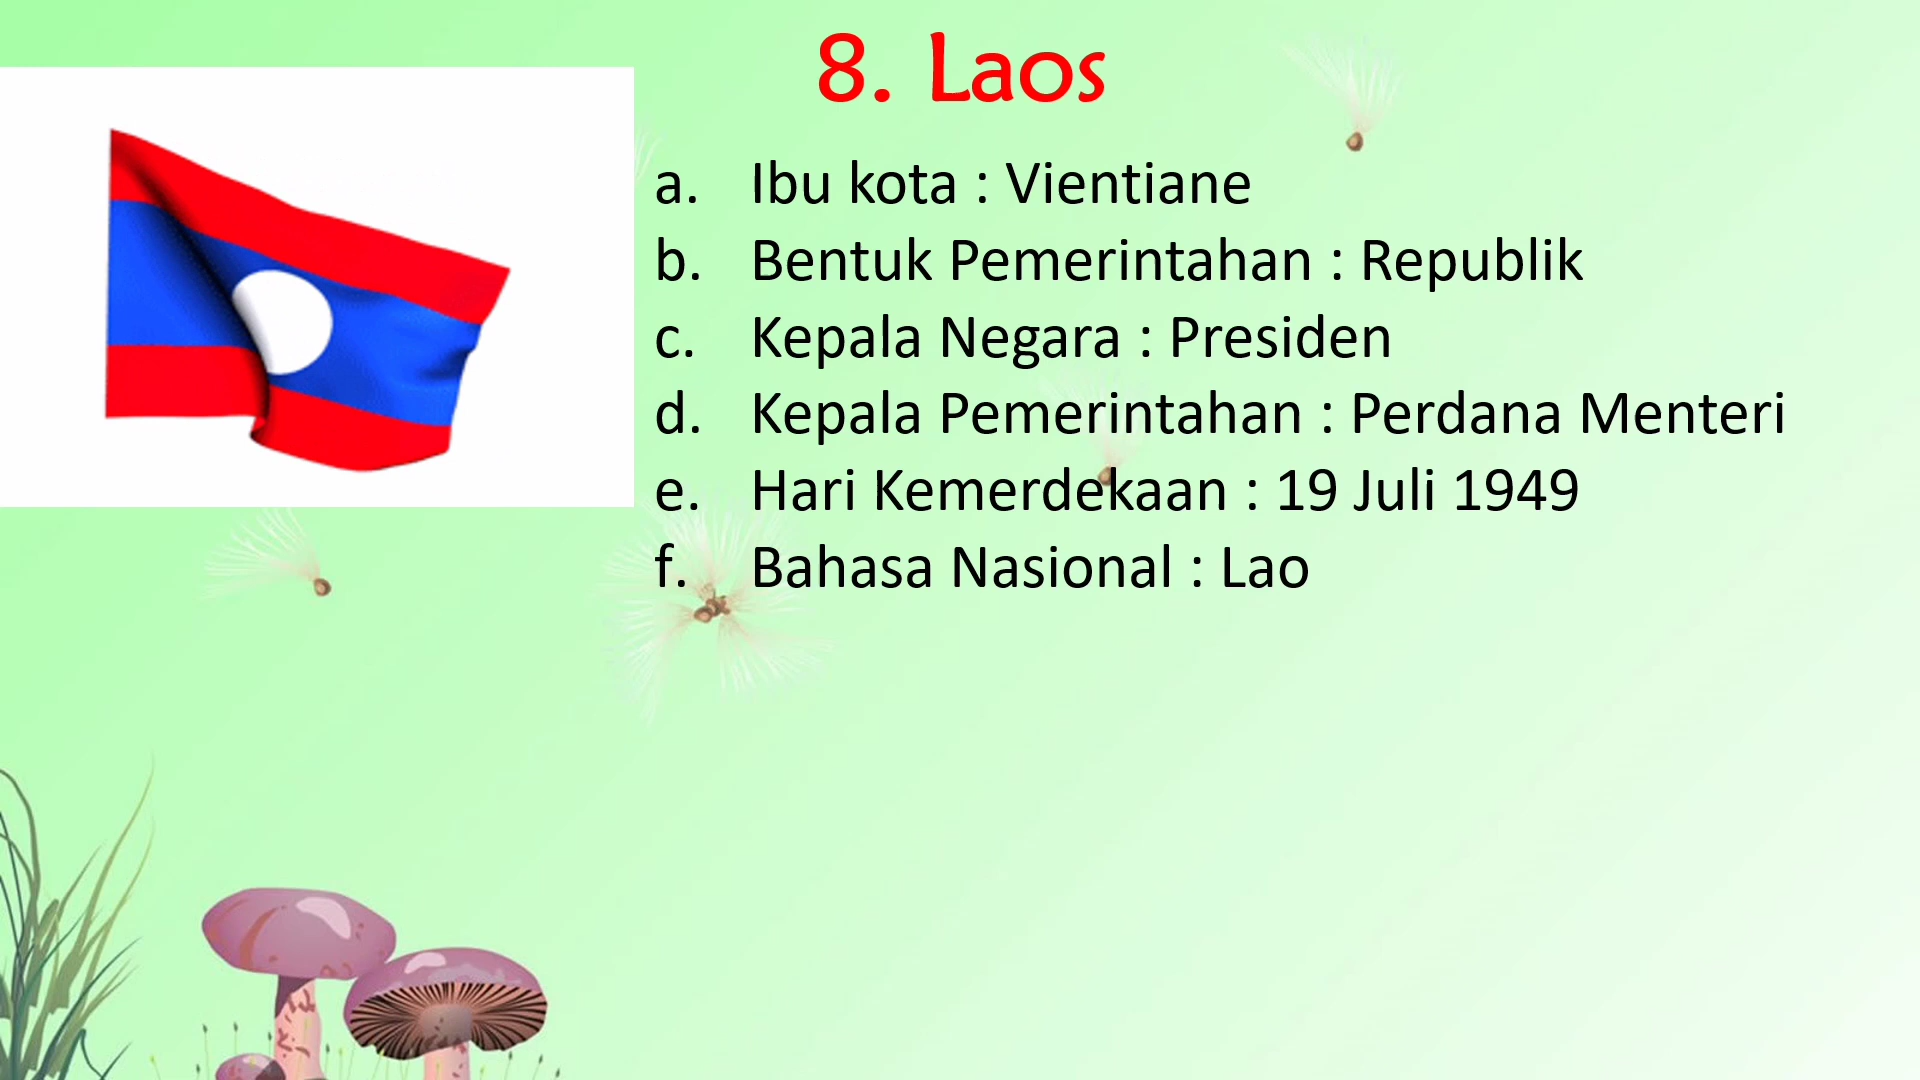 8. Laos
a. Ibu kota : Vientiane
b. Bentuk Pemerintahan : Republik
c. Kepala Negara : Presiden
d. Kepala Pemerintahan : Perdana Menteri
e. Hari Kemerdekaan : 19 Juli 1949
f. Bahasa Nasional : Lao